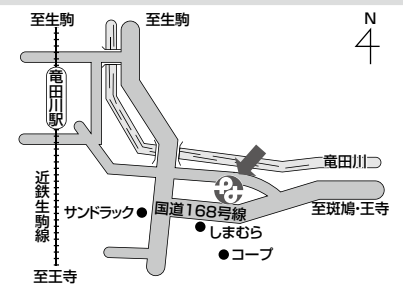 至生駒
至生駒
N
竜田川駅
竜田川
近鉄生駒線
サンドラック
国道168号線
至斑鳩・王寺
しまむら
コープ
至王寺